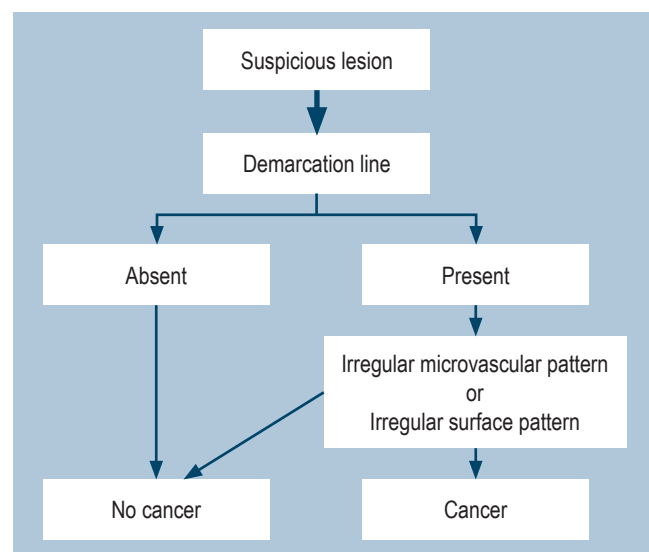 Suspicious lesion
Demarcation line
Absent
Present
Irregular microvascular pattern
or
Irregular surface pattern
No cancer
Cancer